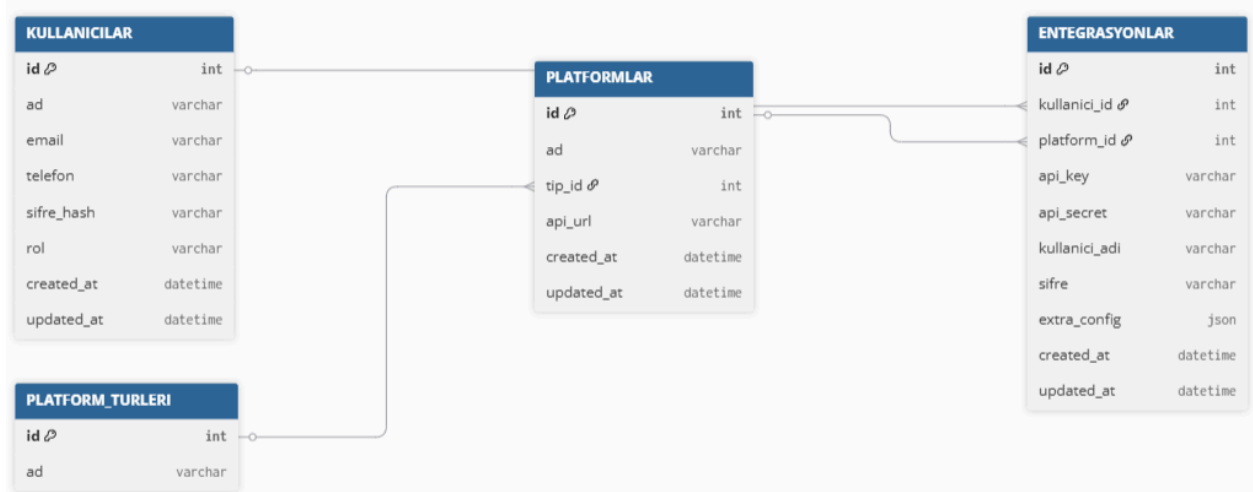 KULLANICILAR
id int
ad varchar
email varchar
telefon varchar
sifre_hash varchar
rol varchar
created_at datetime
updated_at datetime
PLATFORM_TURLERI
id int
ad varchar
PLATFORMLAR
id int
ad varchar
tip_id int
api_url varchar
created_at datetime
updated_at datetime
ENTEGRASYONLAR
id int
kullanici_id int
platform_id int
api_key varchar
api_secret varchar
kullanici_adi varchar
sifre varchar
extra_config json
created_at datetime
updated_at datetime